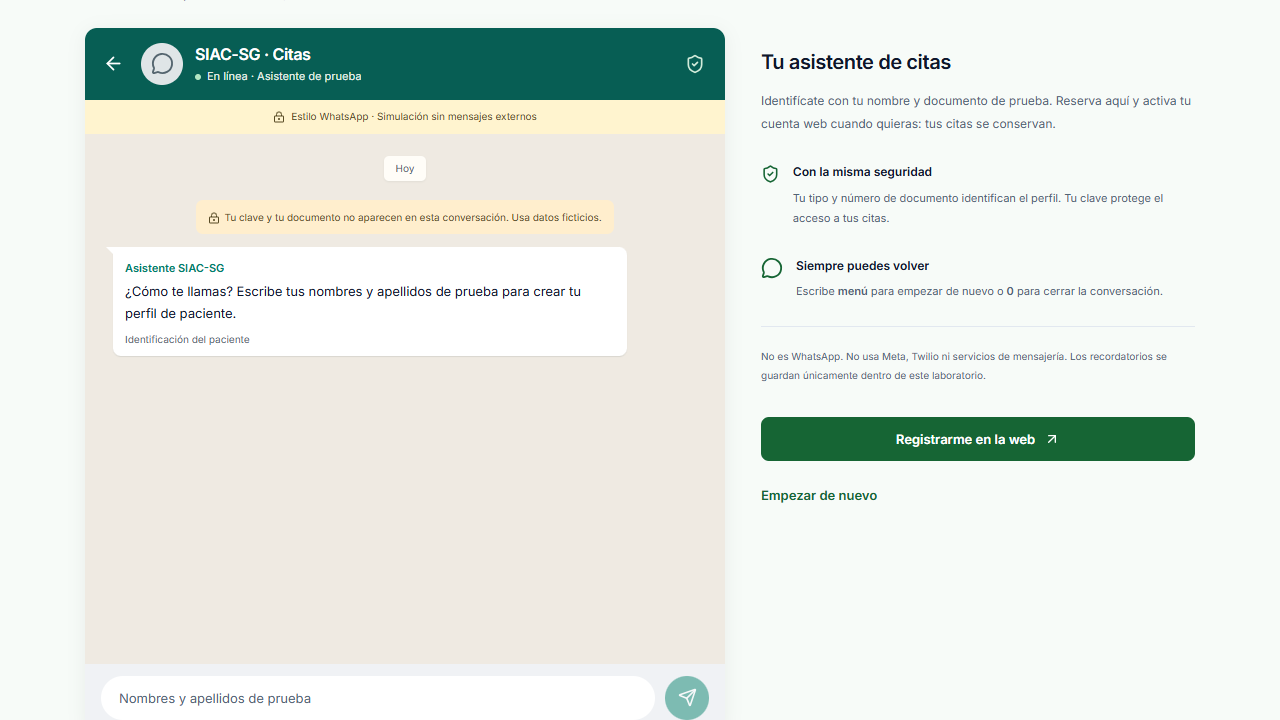 SIAC-SG · Citas
En línea · Asistente de prueba
Estilo WhatsApp · Simulación sin mensajes externos
Hoy
Tu clave y tu documento no aparecen en esta conversación. Usa datos ficticios.
Asistente SIAC-SG
¿Cómo te llamas? Escribe tus nombres y apellidos de prueba para crear tu
perfil de paciente.
Identificación del paciente
Nombres y apellidos de prueba
Tu asistente de citas
Identifícate con tu nombre y documento de prueba. Reserva aquí y activa tu
cuenta web cuando quieras: tus citas se conservan.
Con la misma seguridad
Tu tipo y número de documento identifican el perfil. Tu clave protege el
acceso a tus citas.
Siempre puedes volver
Escribe menú para empezar de nuevo o 0 para cerrar la conversación.
No es WhatsApp. No usa Meta, Twilio ni servicios de mensajería. Los recordatorios se
guardan únicamente dentro de este laboratorio.
Registrarme en la web
Empezar de nuevo